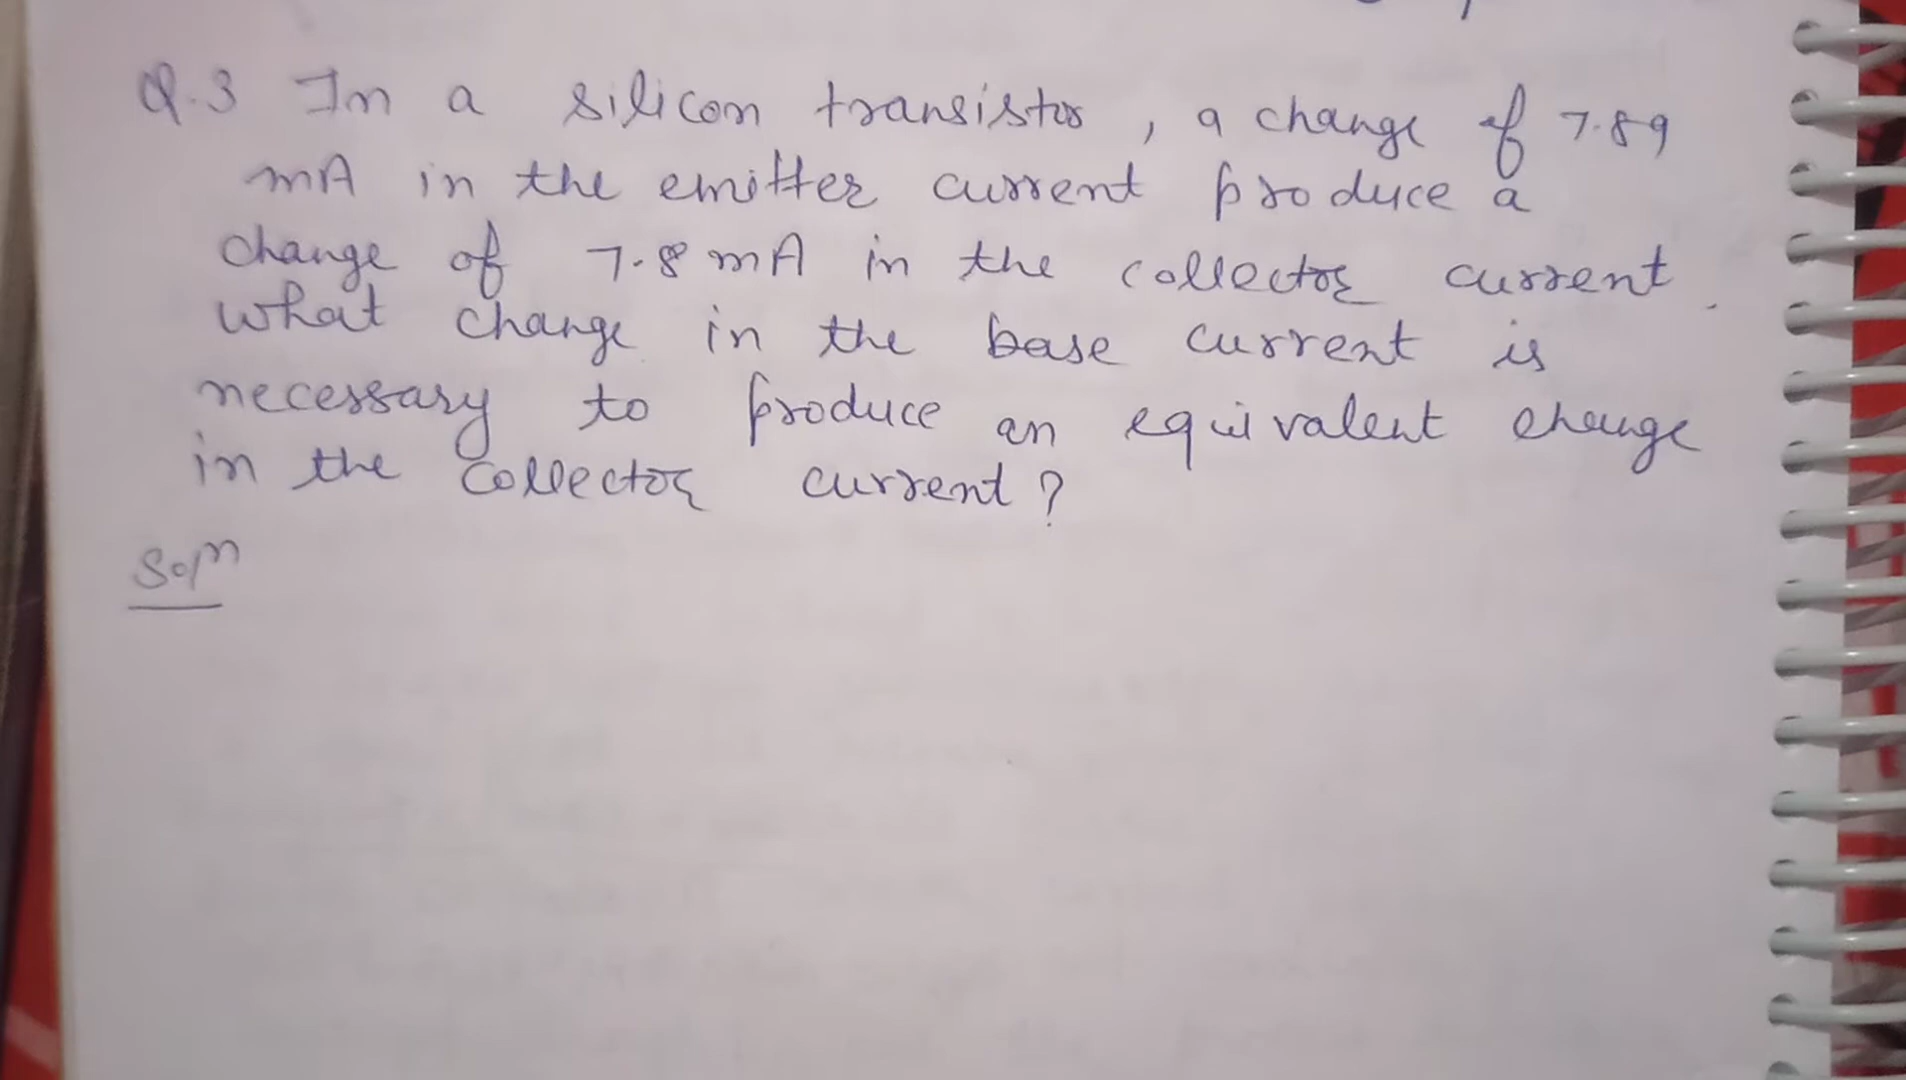 Q.3 In a silicon transistor, a change of 7.89
mA in the emitter current produce a
change of 7.8 mA in the collector current.
what change in the base current is
necessary to produce an equivalent change
in the collector current?
Soln